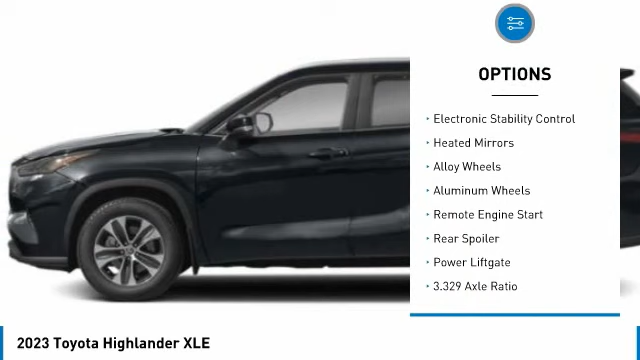 OPTIONS
• Electronic Stability Control
• Heated Mirrors
• Alloy Wheels
• Aluminum Wheels
• Remote Engine Start
• Rear Spoiler
• Power Liftgate
• 3.329 Axle Ratio
2023 Toyota Highlander XLE